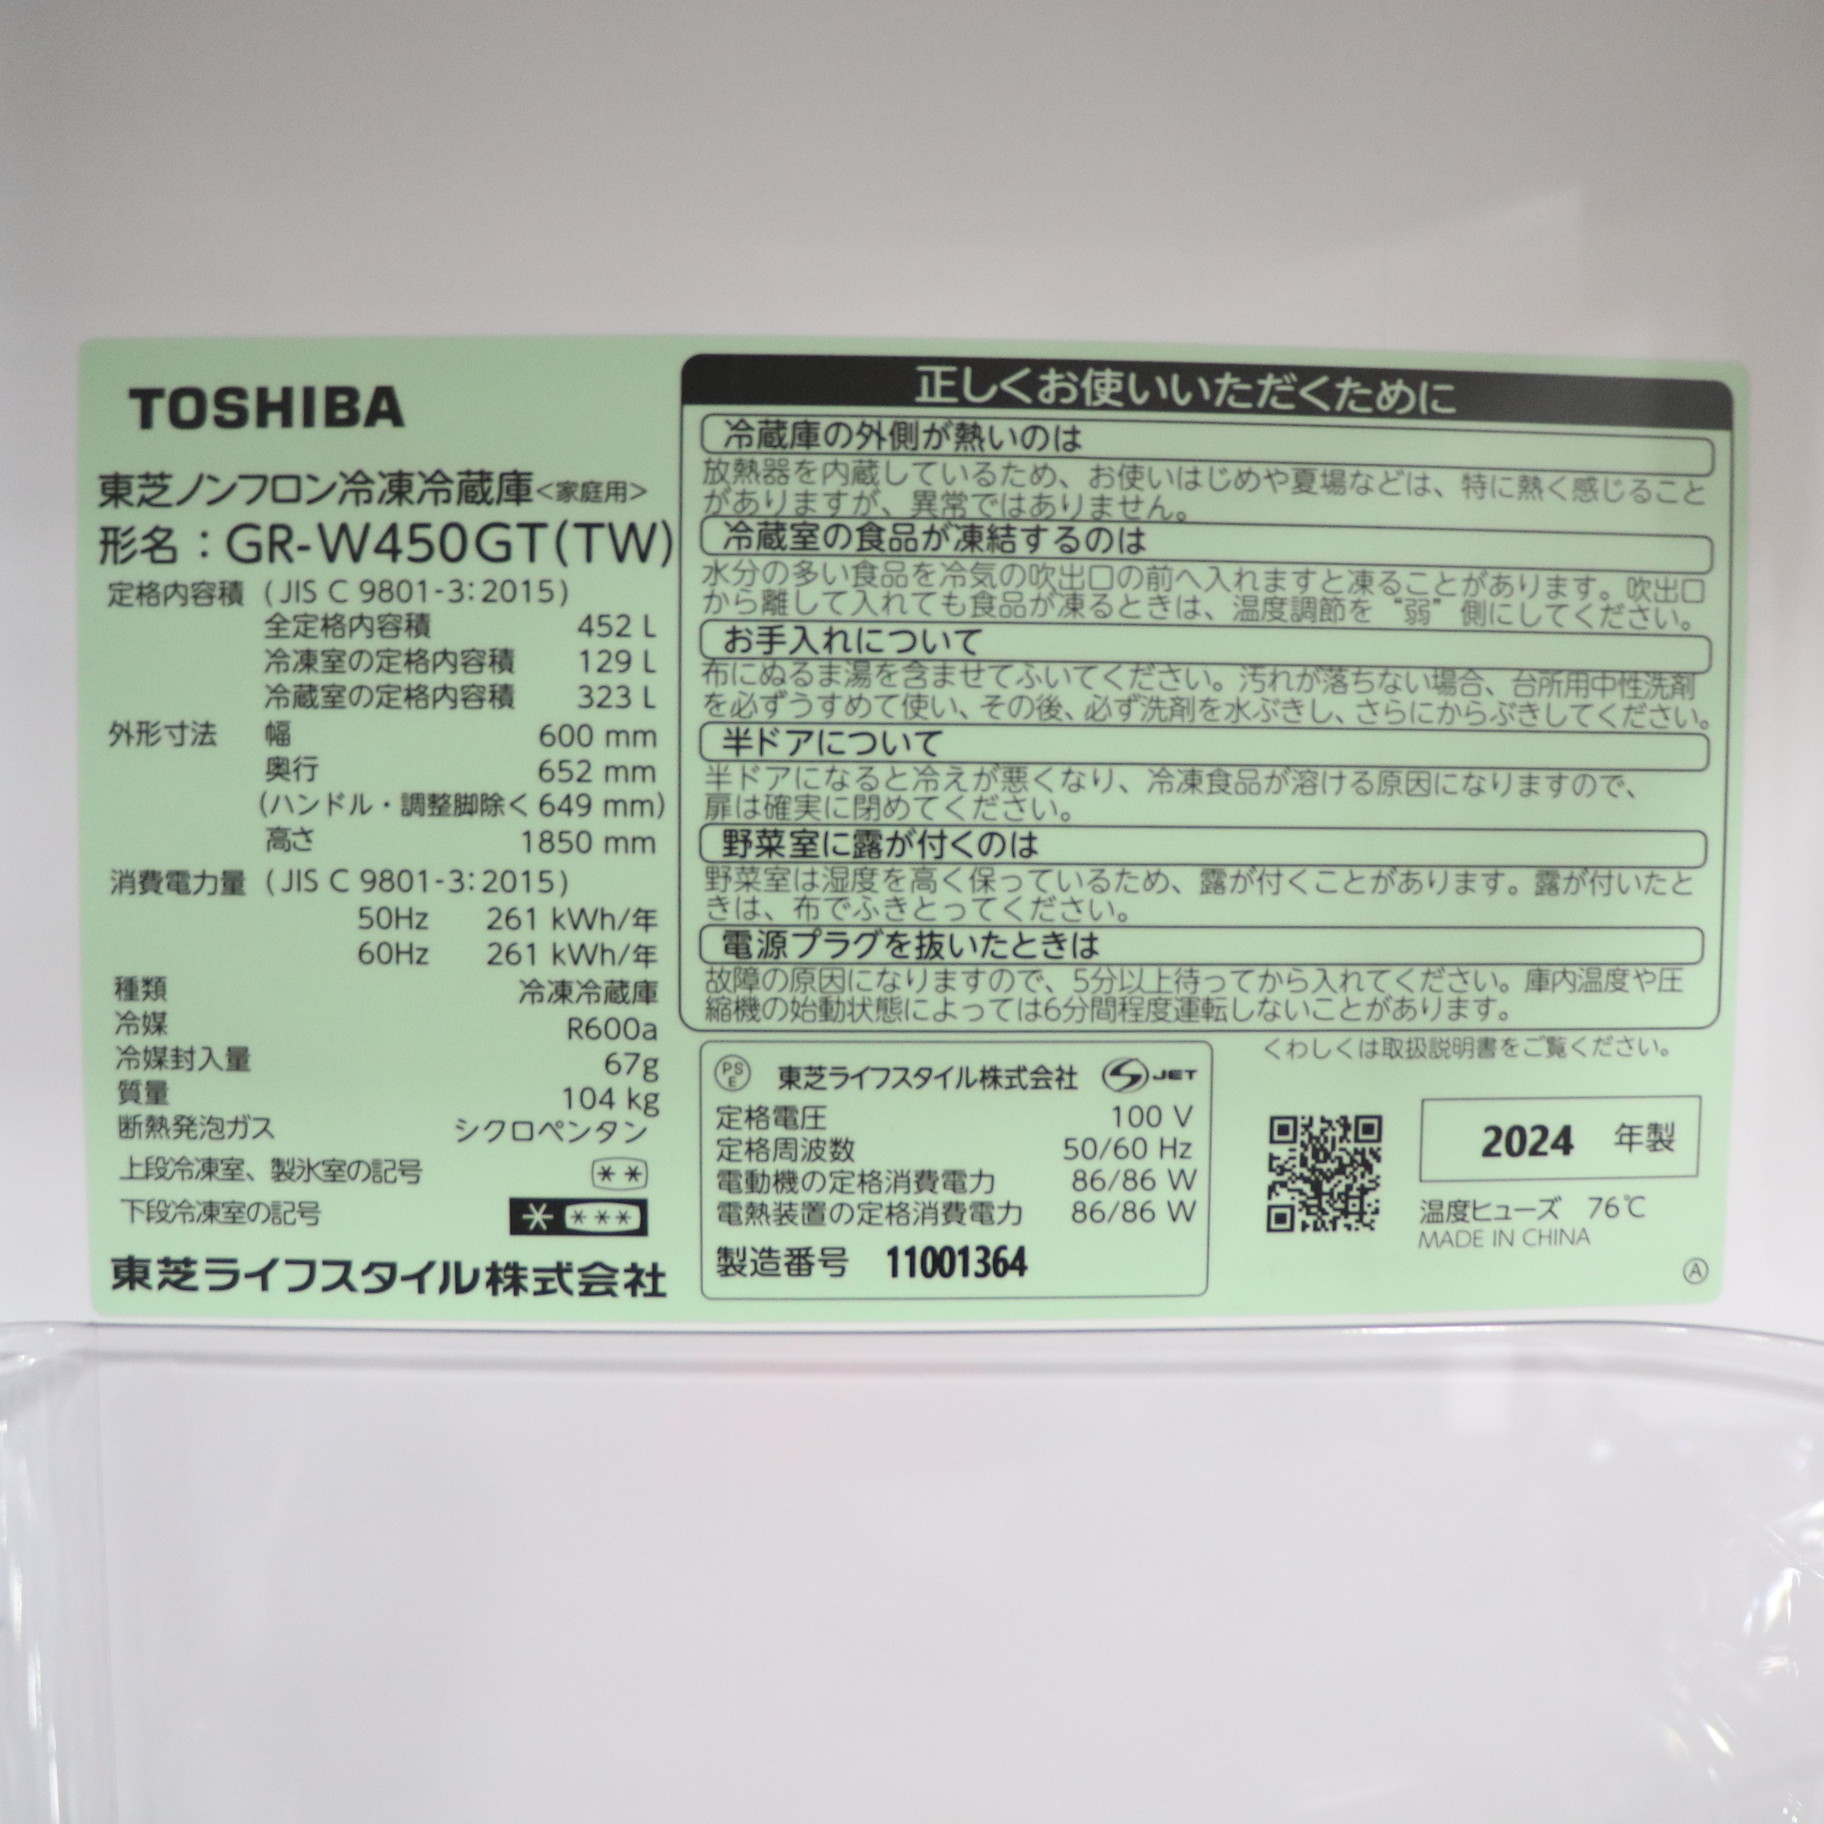 TOSHIBA
東芝ノンフロン冷凍冷蔵庫<家庭用>
形名：GR-W450GT(TW)
定格内容積 (JIS C 9801-3:2015)
全定格内容積 452 L
冷凍室の定格内容積 129 L
冷蔵室の定格内容積 323 L
外形寸法 幅 600 mm
奥行 652 mm
(ハンドル・調整脚除く 649 mm)
高さ 1850 mm
消費電力量 (JIS C 9801-3:2015)
50Hz 261 kWh/年
60Hz 261 kWh/年
種類 冷凍冷蔵庫
冷媒 R600a
冷媒封入量 67g
質量 104 kg
断熱発泡ガス シクロペンタン
上段冷凍室、製氷室の記号 **
下段冷凍室の記号 * ***
東芝ライフスタイル株式会社
正しくお使いいただくために
冷蔵庫の外側が熱いのは
放熱器を内蔵しているため、お使いはじめや夏場などは、特に熱く感じること
がありますが、異常ではありません。
冷蔵室の食品が凍結するのは
水分の多い食品を冷気の吹出口の前へ入れますと凍ることがあります。吹出口
から離して入れても食品が凍るときは、温度調節を“弱”側にしてください。
お手入れについて
布にぬるま湯を含ませてふいてください。汚れが落ちない場合、台所用中性洗剤
を必ずうすめて使い、その後、必ず洗剤を水ぶきし、さらにからぶきしてください。
半ドアについて
半ドアになると冷えが悪くなり、冷凍食品が溶ける原因になりますので、
扉は確実に閉めてください。
野菜室に露が付くのは
野菜室は湿度を高く保っているため、露が付くことがあります。露が付いたと
きは、布でふきとってください。
電源プラグを抜いたときは
故障の原因になりますので、5分以上待ってから入れてください。庫内温度や圧
縮機の始動状態によっては6分間程度運転しないことがあります。
くわしくは取扱説明書をご覧ください。
PSE 東芝ライフスタイル株式会社 S JET
定格電圧 100 V
定格周波数 50/60 Hz
電動機の定格消費電力 86/86 W
電熱装置の定格消費電力 86/86 W
製造番号 11001364
2024 年製
温度ヒューズ 76℃
MADE IN CHINA
Ⓐ